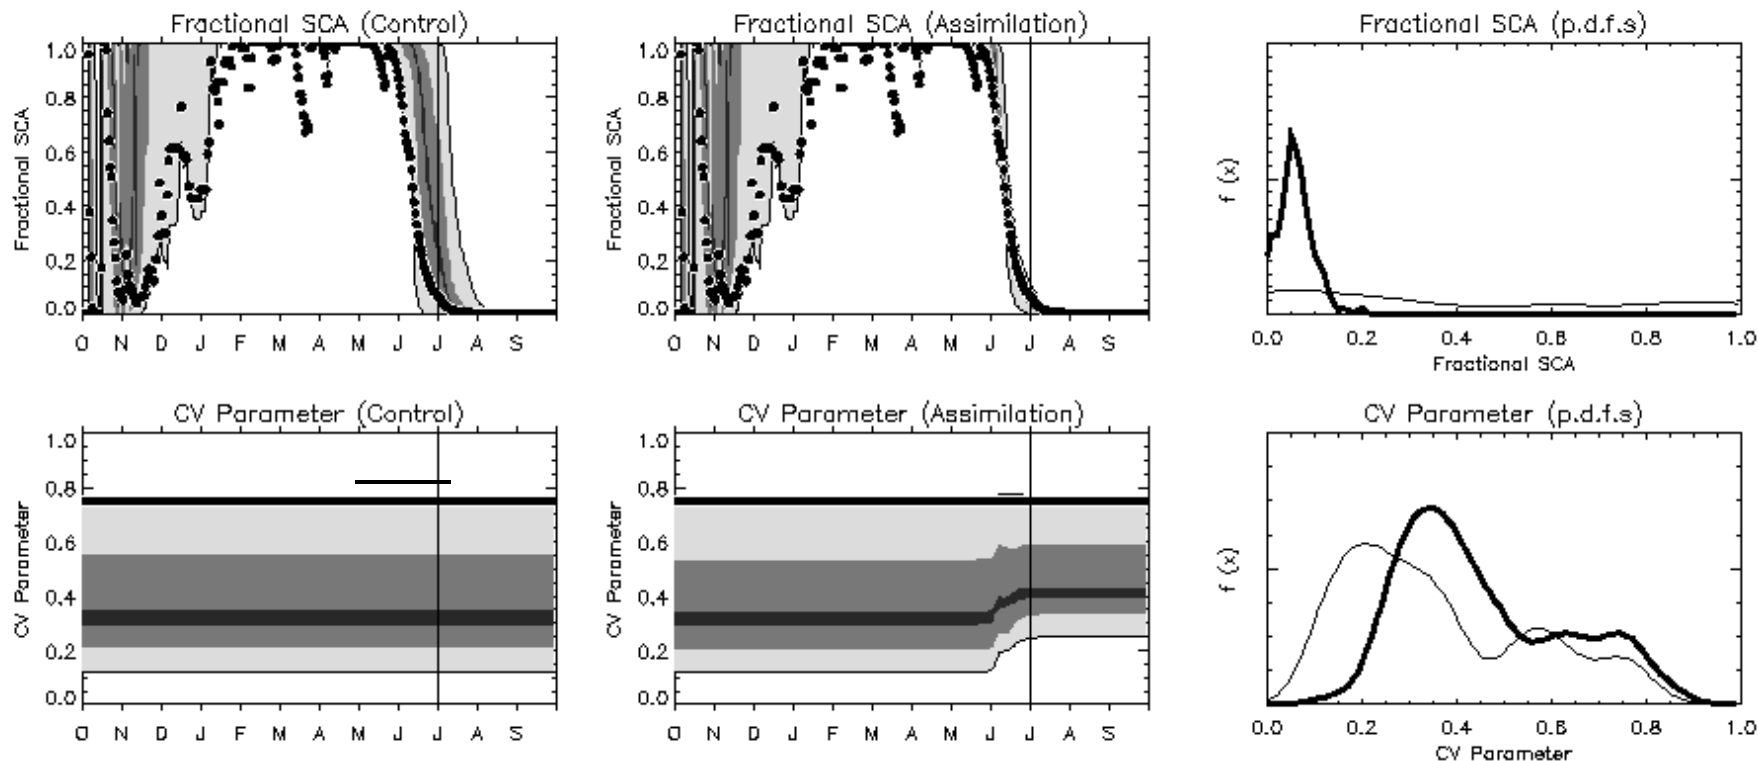 Fractional SCA (Control)
Fractional SCA
1.0
0.8
0.6
0.4
0.2
0.0
O N D J F M A M J J A S
Fractional SCA (Assimilation)
Fractional SCA
1.0
0.8
0.6
0.4
0.2
0.0
O N D J F M A M J J A S
Fractional SCA (p.d.f.s)
f (x)
0.0 0.2 0.4 0.6 0.8 1.0
Fractional SCA
CV Parameter (Control)
CV Parameter
1.0
0.8
0.6
0.4
0.2
0.0
O N D J F M A M J J A S
CV Parameter (Assimilation)
CV Parameter
1.0
0.8
0.6
0.4
0.2
0.0
O N D J F M A M J J A S
CV Parameter (p.d.f.s)
f (x)
0.0 0.2 0.4 0.6 0.8 1.0
CV Parameter